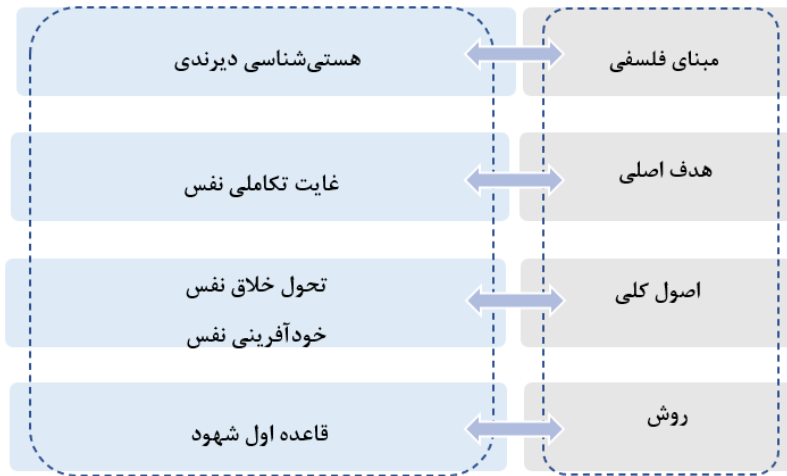 مبنای فلسفی
هستی‌شناسی دیرندی
هدف اصلی
غایت تکاملی نفس
اصول کلی
تحول خلاق نفس
خودآفرینی نفس
روش
قاعده اول شهود